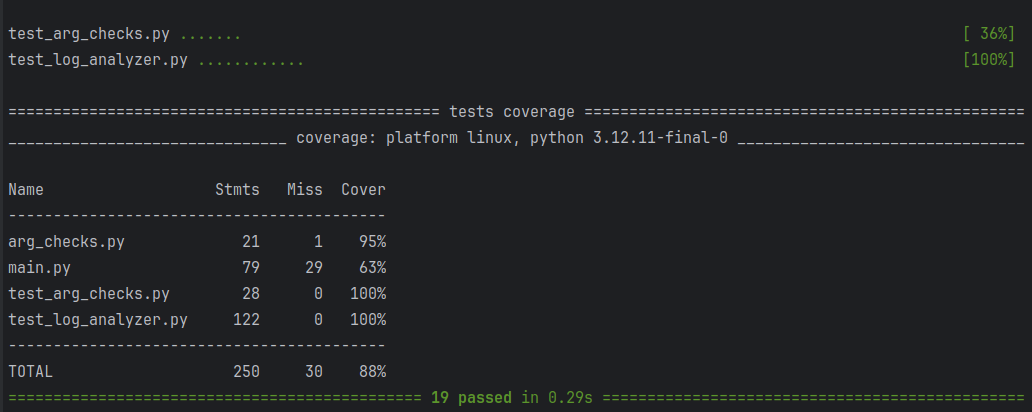 test_arg_checks.py ....... [ 36%]
test_log_analyzer.py ............ [100%]
================================================ tests coverage ================================================
_______________________________ coverage: platform linux, python 3.12.11-final-0 ________________________________
Name Stmts Miss Cover
------------------------------------------
arg_checks.py 21 1 95%
main.py 79 29 63%
test_arg_checks.py 28 0 100%
test_log_analyzer.py 122 0 100%
------------------------------------------
TOTAL 250 30 88%
============================================== 19 passed in 0.29s ===============================================